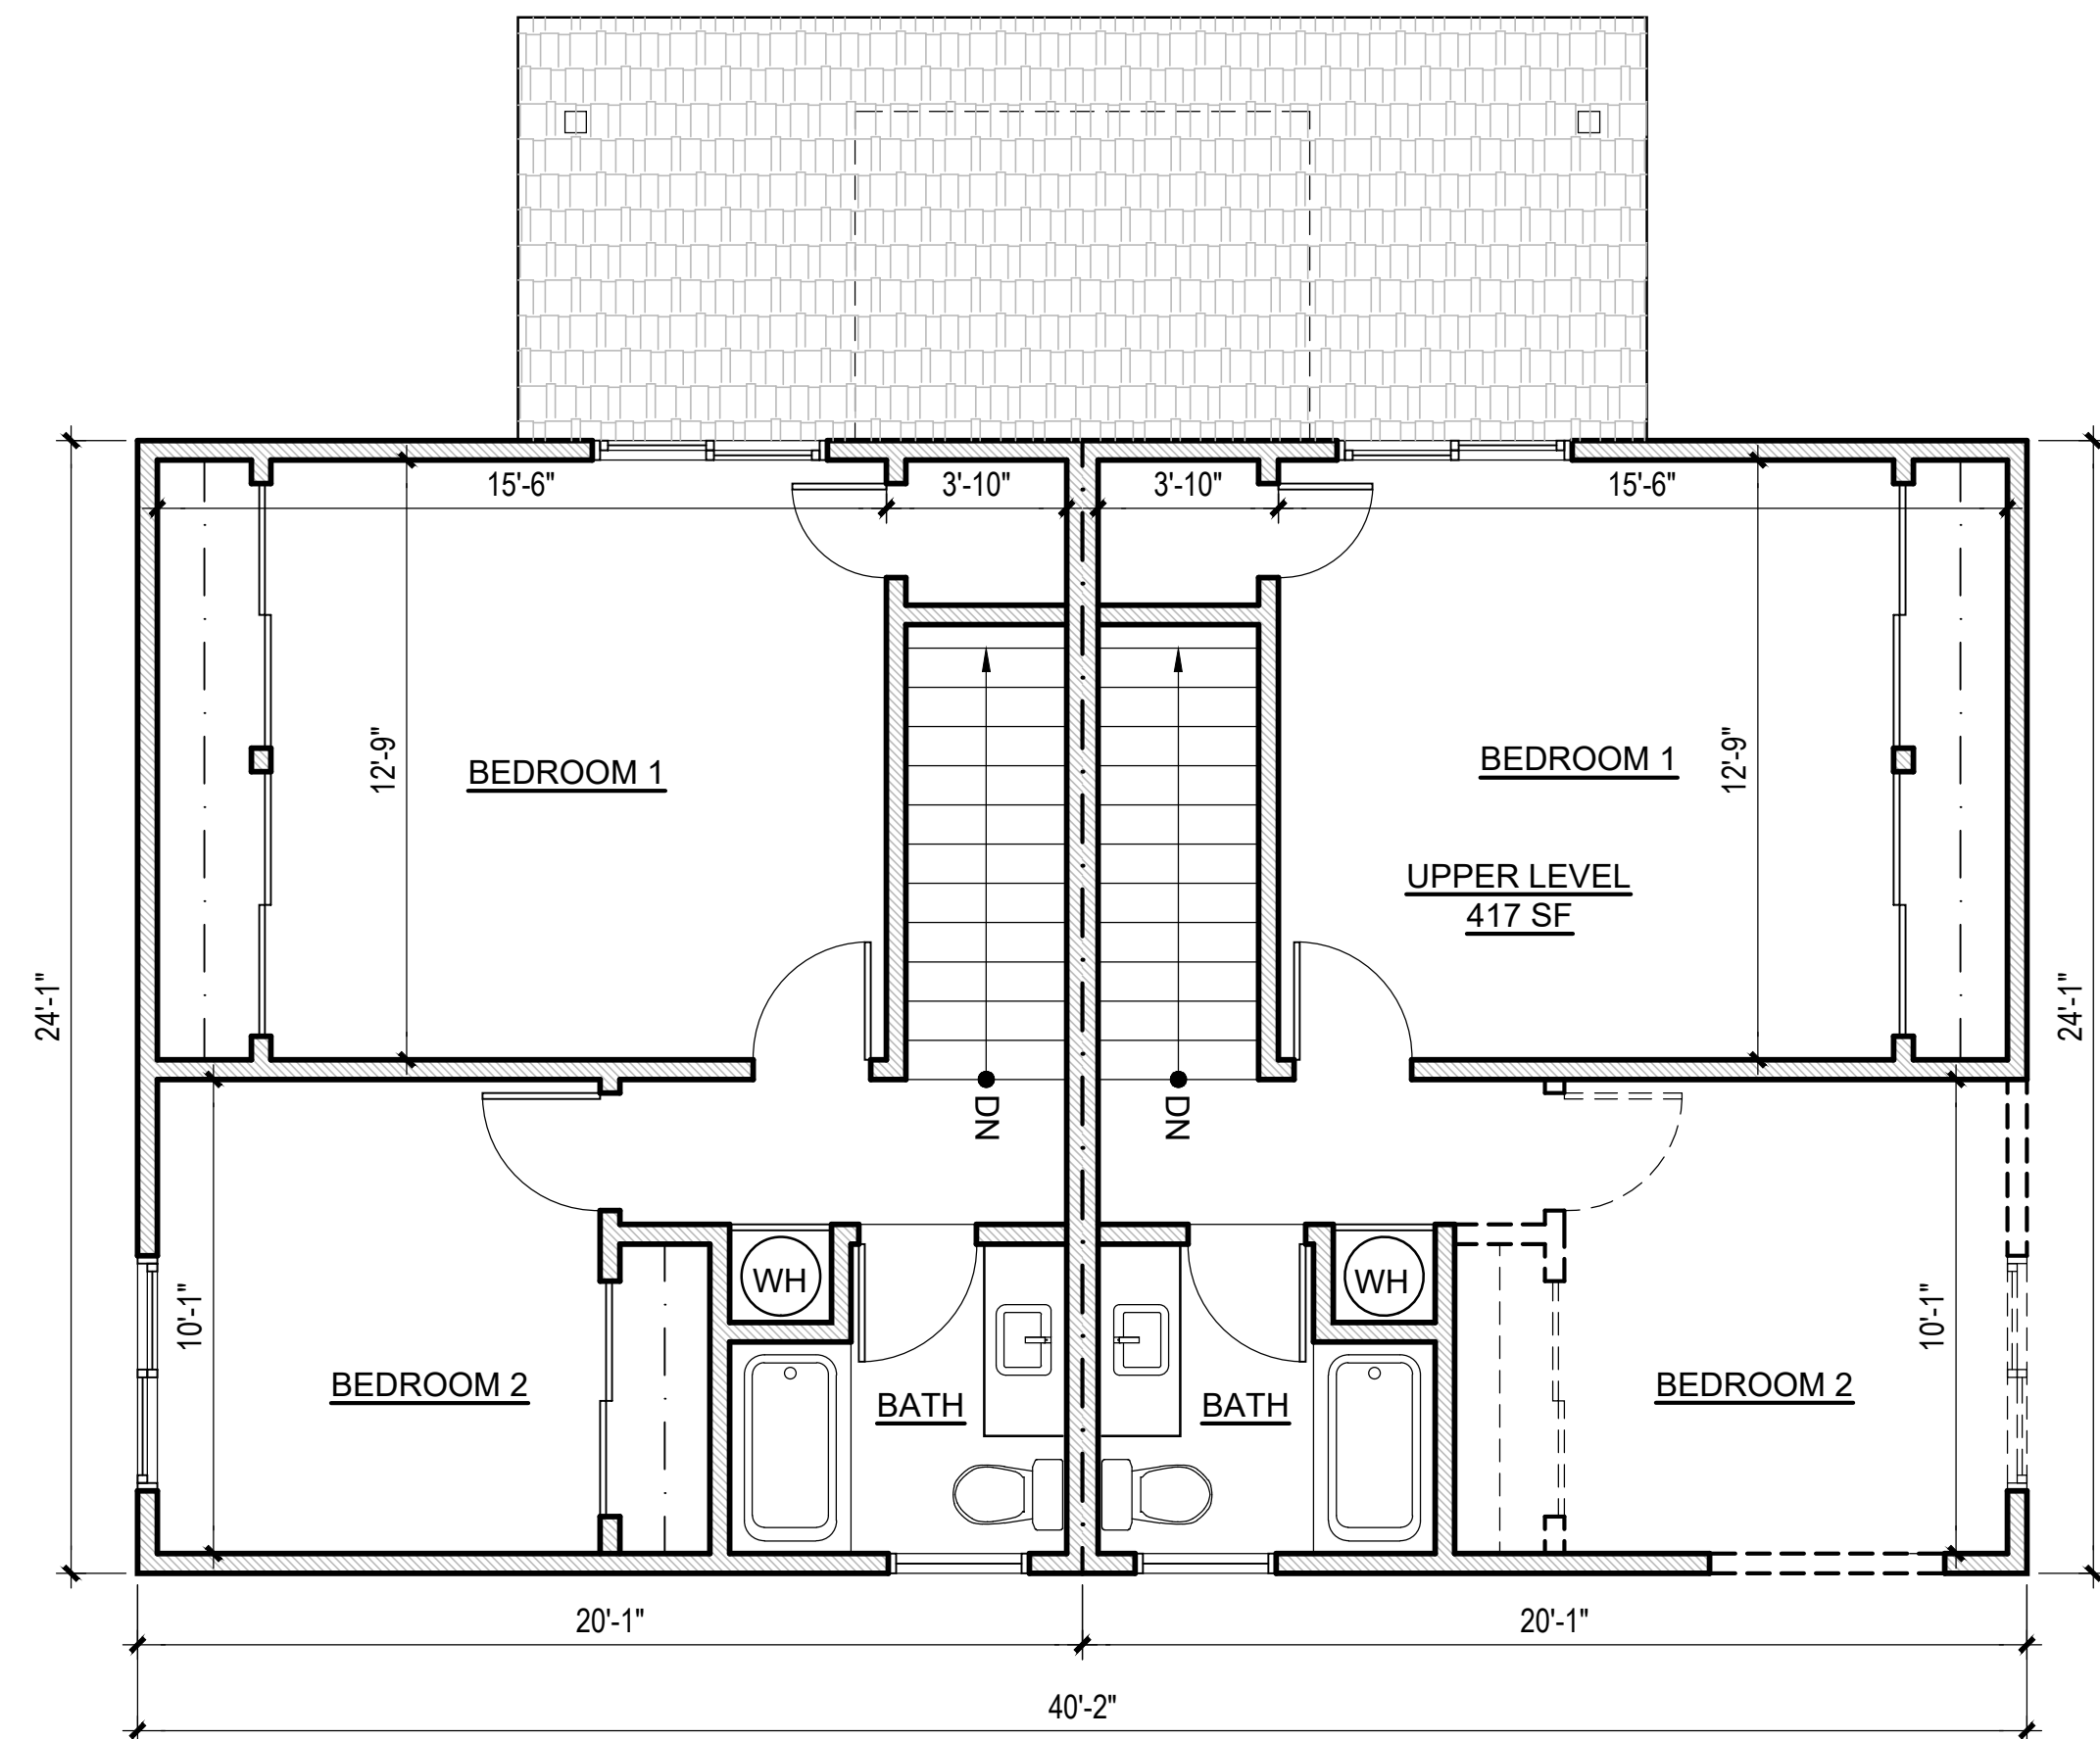 15'-6"
3'-10"
3'-10"
15'-6"
12'-9"
BEDROOM 1
BEDROOM 1
12'-9"
UPPER LEVEL
417 SF
24'-1"
24'-1"
DN
DN
WH
WH
10'-1"
10'-1"
BEDROOM 2
BATH
BATH
BEDROOM 2
20'-1"
20'-1"
40'-2"